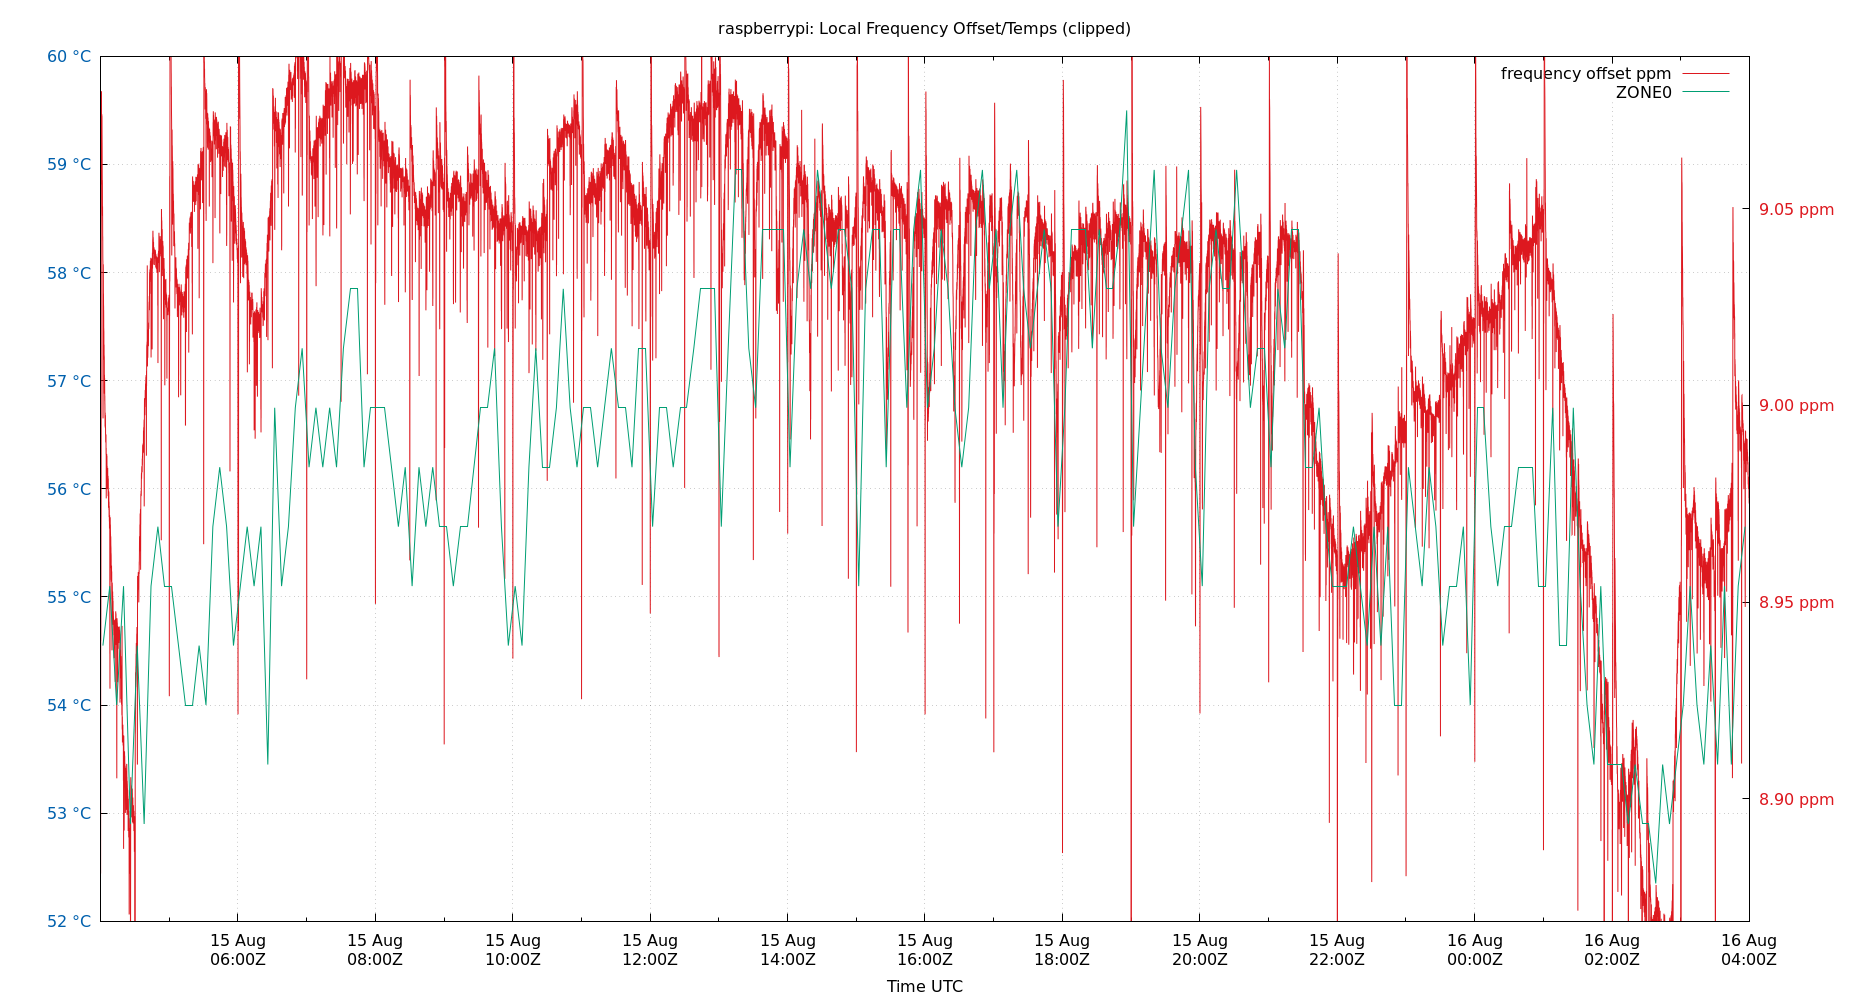 raspberrypi: Local Frequency Offset/Temps (clipped)
60 °C
59 °C
58 °C
57 °C
56 °C
55 °C
54 °C
53 °C
52 °C
frequency offset ppm
ZONE0
9.05 ppm
9.00 ppm
8.95 ppm
8.90 ppm
15 Aug
06:00Z
15 Aug
08:00Z
15 Aug
10:00Z
15 Aug
12:00Z
15 Aug
14:00Z
15 Aug
16:00Z
15 Aug
18:00Z
15 Aug
20:00Z
15 Aug
22:00Z
16 Aug
00:00Z
16 Aug
02:00Z
16 Aug
04:00Z
Time UTC